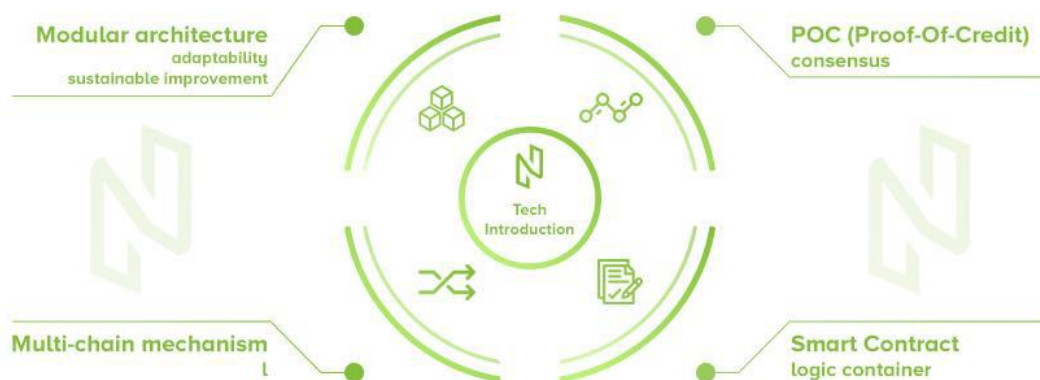 Modular architecture
adaptability
sustainable improvement
POC (Proof-Of-Credit)
consensus
Tech
Introduction
Multi-chain mechanism
l
Smart Contract
logic container